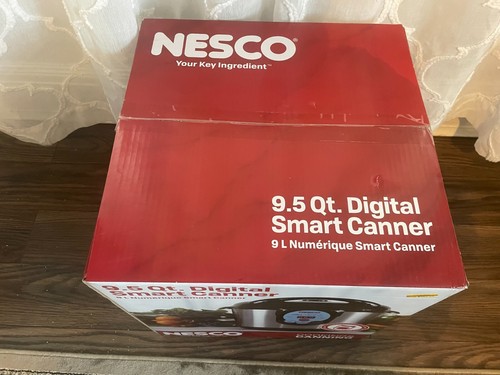 NESCO®
Your Key Ingredient™
9.5 Qt. Digital
Smart Canner
9 L Numérique Smart Canner
9.5 Qt. Digital
Smart Canner
9 L Numérique Smart Canner
NESCO
CANNING